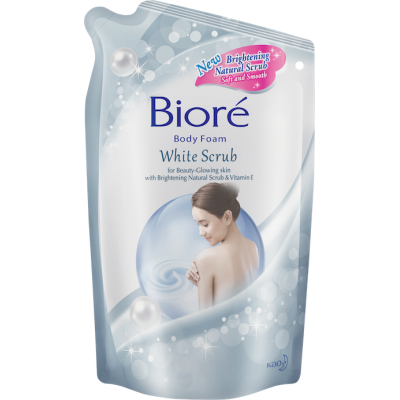 New Brightening
Natural Scrub
Soft and Smooth
Bioré
Body Foam
White Scrub
for Beauty-Glowing skin
with Brightening Natural Scrub & Vitamin E
Kao